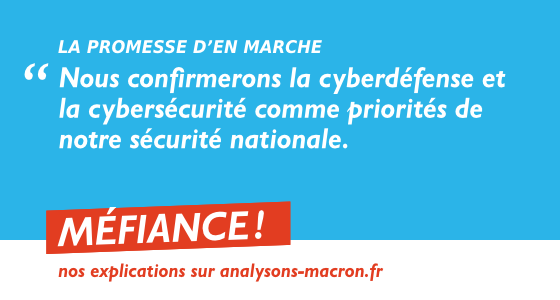 LA PROMESSE D’EN MARCHE
“ Nous confirmerons la cyberdéfense et
la cybersécurité comme priorités de
notre sécurité nationale.
MÉFIANCE !
nos explications sur analysons-macron.fr